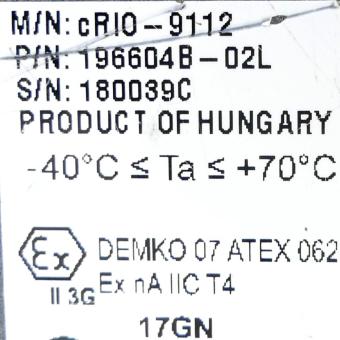 M/N: cRIO-9112
P/N: 196604B-02L
S/N: 180039C
PRODUCT OF HUNGARY
-40°C ≤ Ta ≤ +70°C
Ex DEMKO 07 ATEX 062
II 3G Ex nA IIC T4
17GN